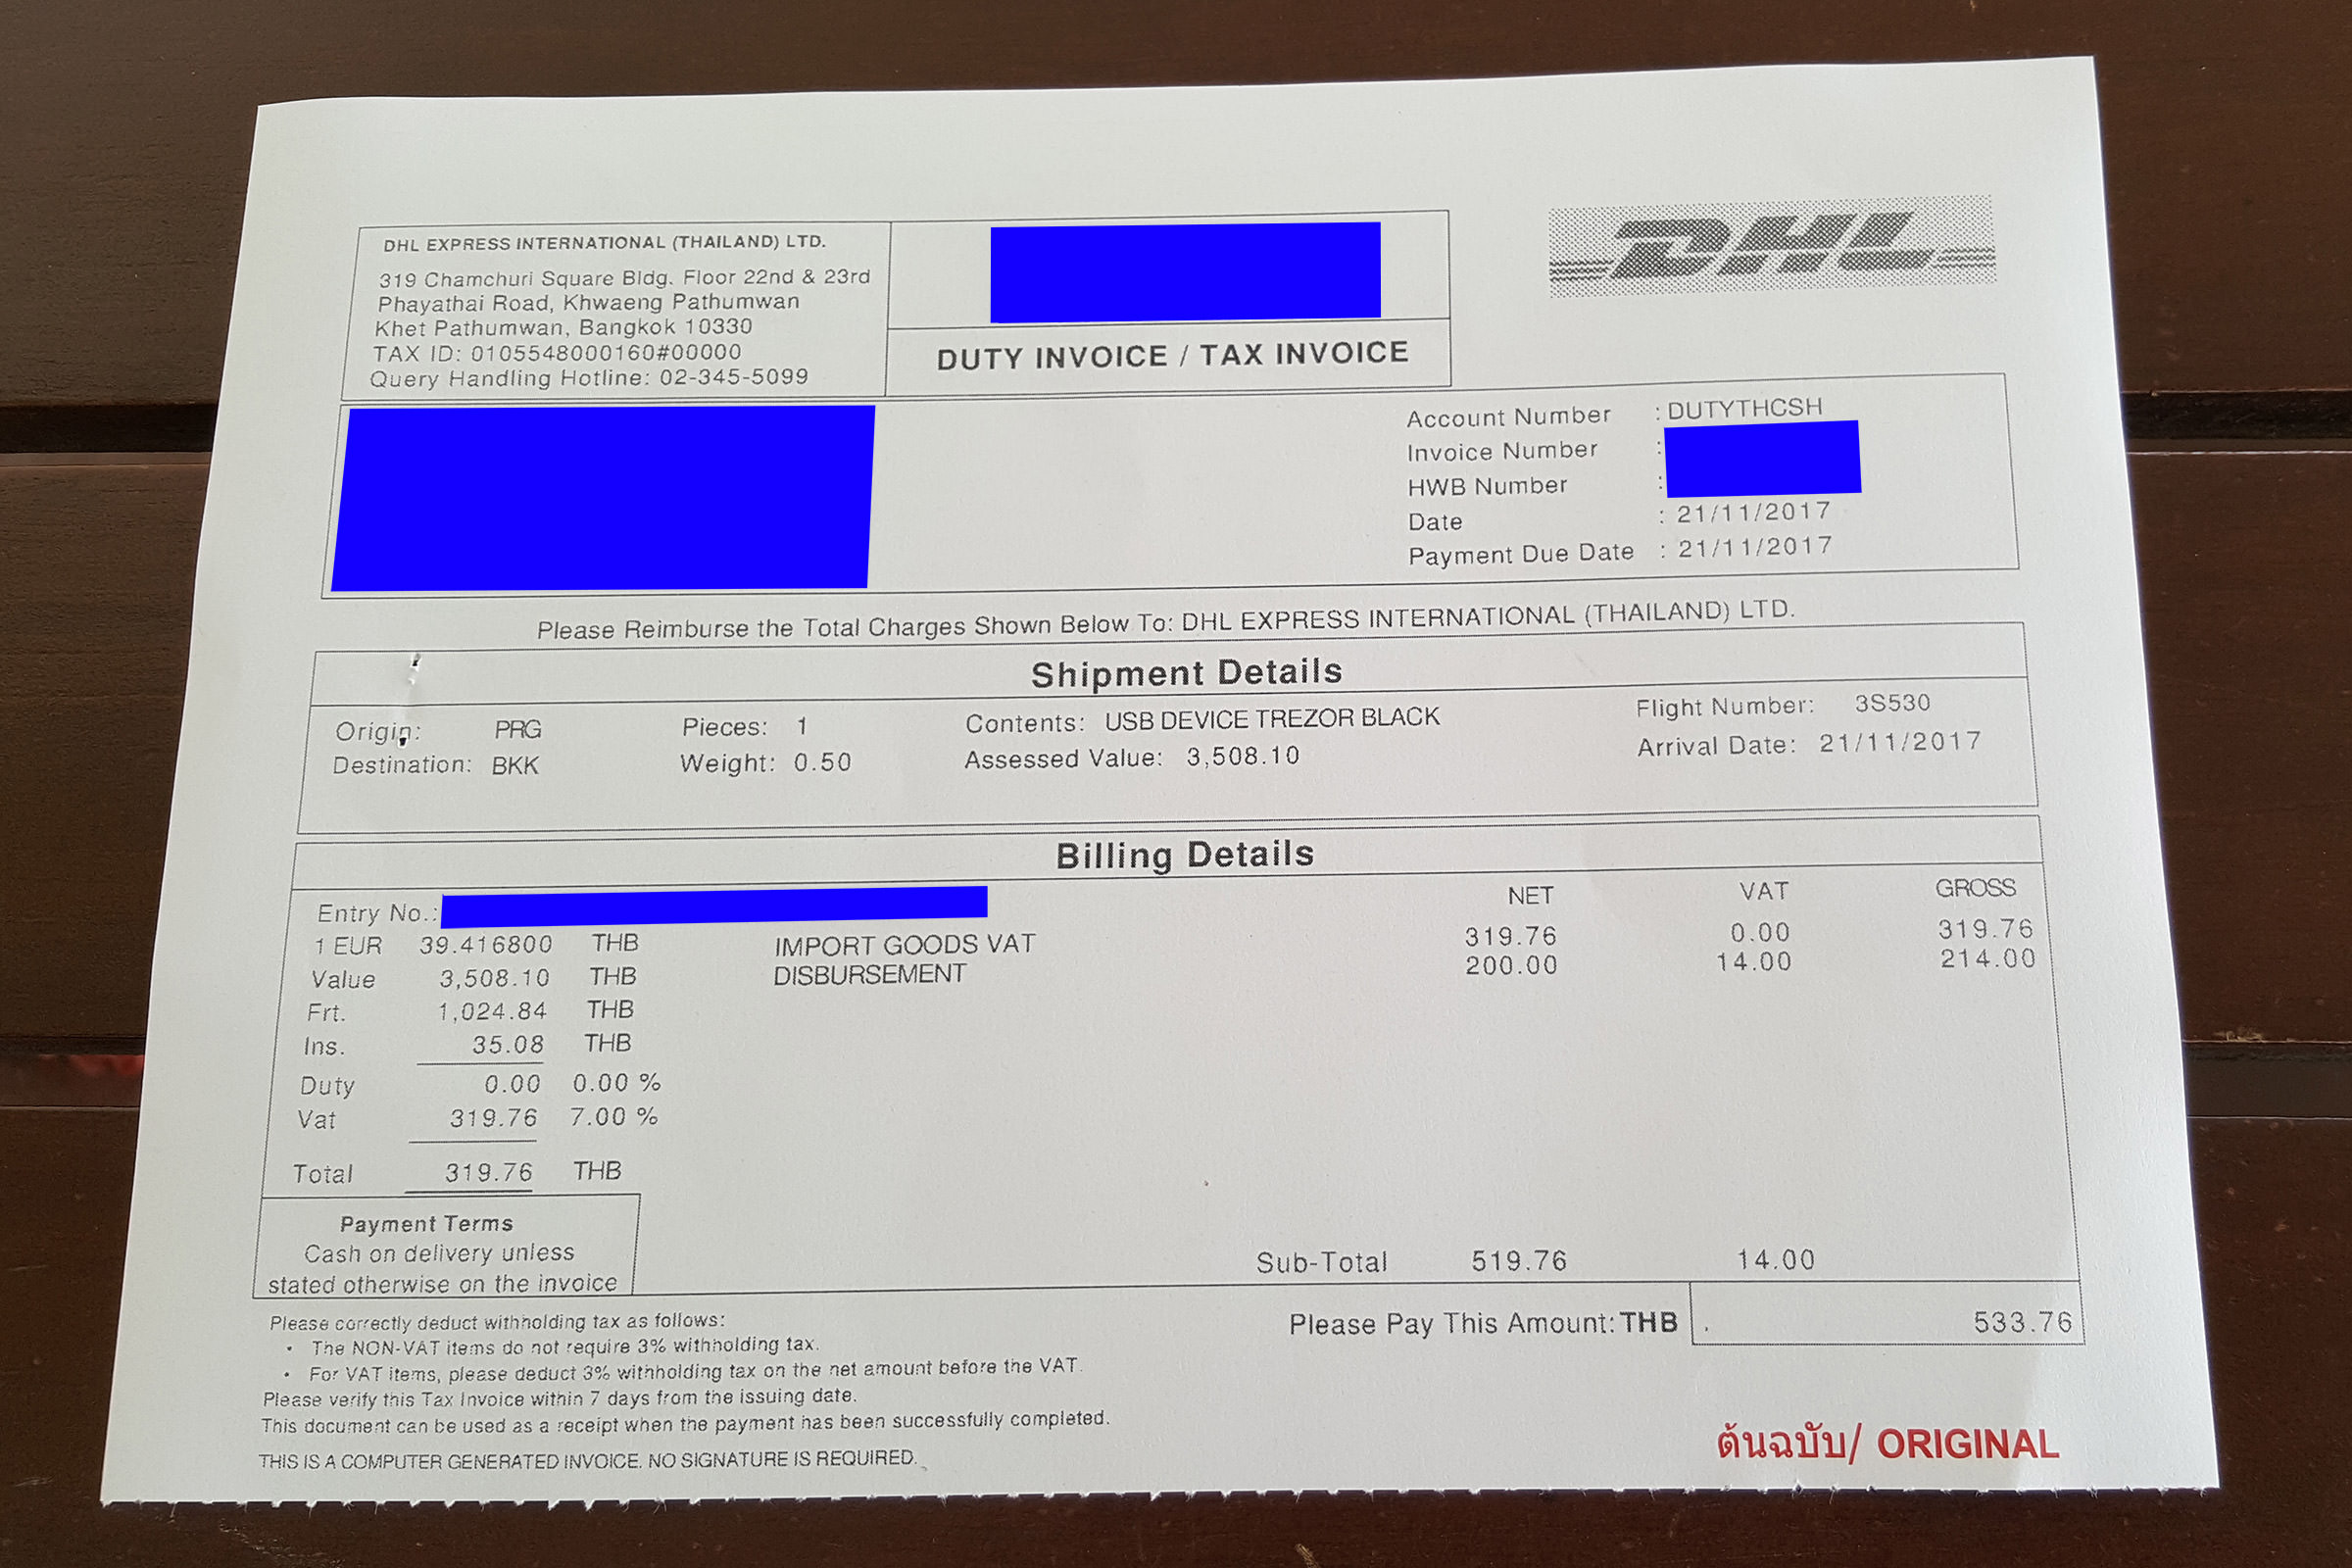 DHL EXPRESS INTERNATIONAL (THAILAND) LTD.
319 Chamchuri Square Bldg. Floor 22nd & 23rd
Phayathai Road, Khwaeng Pathumwan
Khet Pathumwan, Bangkok 10330
TAX ID: 0105548000160#00000
Query Handling Hotline: 02-345-5099
DUTY INVOICE / TAX INVOICE
DHL
Account Number : DUTYTHCSH
Invoice Number :
HWB Number :
Date : 21/11/2017
Payment Due Date : 21/11/2017
Please Reimburse the Total Charges Shown Below To: DHL EXPRESS INTERNATIONAL (THAILAND) LTD.
Shipment Details
Origin: PRG Pieces: 1 Contents: USB DEVICE TREZOR BLACK Flight Number: 3S530
Destination: BKK Weight: 0.50 Assessed Value: 3,508.10 Arrival Date: 21/11/2017
Billing Details
NET VAT GROSS
Entry No.:
1 EUR 39.416800 THB IMPORT GOODS VAT 319.76 0.00 319.76
Value 3,508.10 THB DISBURSEMENT 200.00 14.00 214.00
Frt. 1,024.84 THB
Ins. 35.08 THB
Duty 0.00 0.00 %
Vat 319.76 7.00 %
Total 319.76 THB
Payment Terms
Cash on delivery unless
stated otherwise on the invoice
Sub-Total 519.76 14.00
Please Pay This Amount: THB 533.76
Please correctly deduct withholding tax as follows:
• The NON-VAT items do not require 3% withholding tax.
• For VAT items, please deduct 3% withholding tax on the net amount before the VAT.
Please verify this Tax Invoice within 7 days from the issuing date.
This document can be used as a receipt when the payment has been successfully completed.
THIS IS A COMPUTER GENERATED INVOICE. NO SIGNATURE IS REQUIRED.
ต้นฉบับ/ ORIGINAL